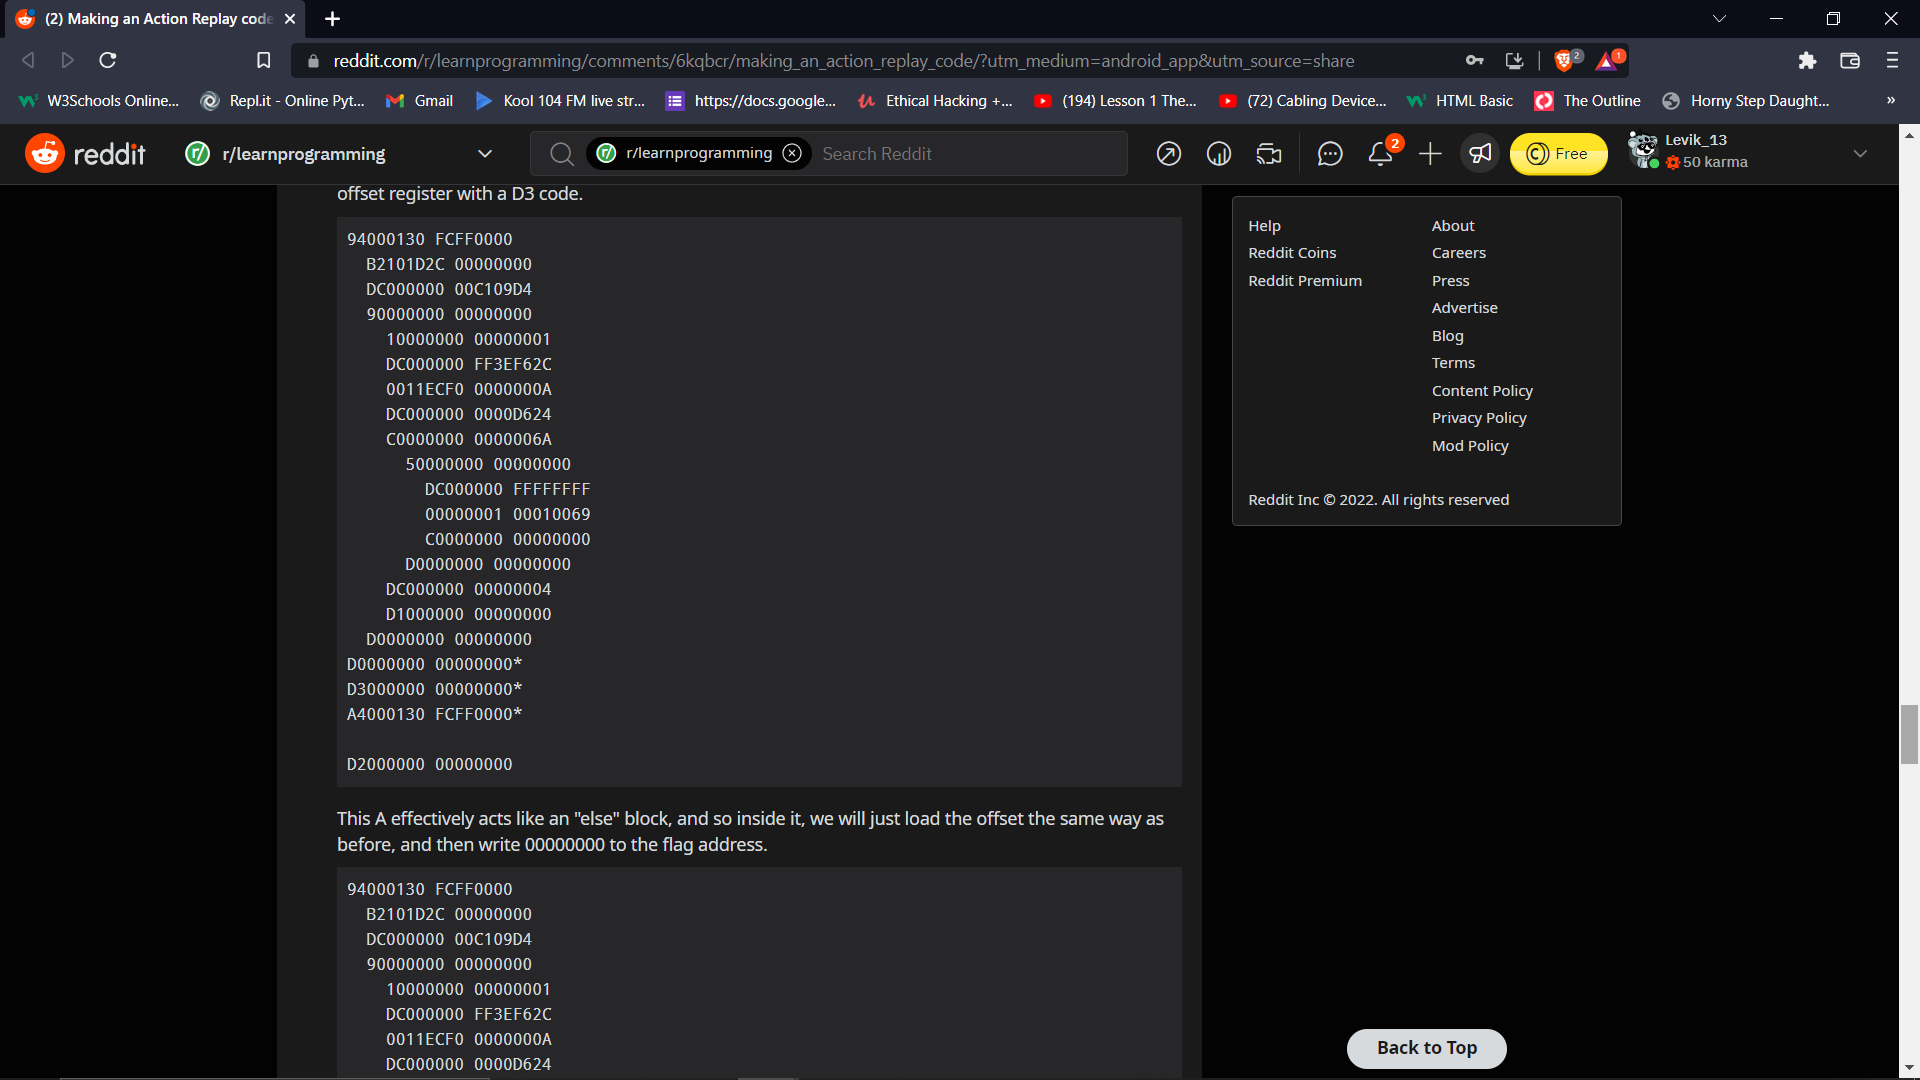 (2) Making an Action Replay code
reddit.com/r/learnprogramming/comments/6kqbcr/making_an_action_replay_code/?utm_medium=android_app&utm_source=share
2
1
W3Schools Online...
Repl.it - Online Pyt...
Gmail
Kool 104 FM live str...
https://docs.google...
Ethical Hacking +...
(194) Lesson 1 The...
(72) Cabling Device...
HTML Basic
The Outline
Horny Step Daught...
»
reddit
r/ r/learnprogramming
r/ r/learnprogramming
Search Reddit
2
Free
Levik_13
50 karma
offset register with a D3 code.
94000130 FCFF0000
B2101D2C 00000000
DC000000 00C109D4
90000000 00000000
10000000 00000001
DC000000 FF3EF62C
0011ECF0 0000000A
DC000000 0000D624
C0000000 0000006A
50000000 00000000
DC000000 FFFFFFFF
00000001 00010069
C0000000 00000000
D0000000 00000000
DC000000 00000004
D1000000 00000000
D0000000 00000000
D0000000 00000000*
D3000000 00000000*
A4000130 FCFF0000*
D2000000 00000000
This A effectively acts like an "else" block, and so inside it, we will just load the offset the same way as
before, and then write 00000000 to the flag address.
94000130 FCFF0000
B2101D2C 00000000
DC000000 00C109D4
90000000 00000000
10000000 00000001
DC000000 FF3EF62C
0011ECF0 0000000A
DC000000 0000D624
Help
Reddit Coins
Reddit Premium
About
Careers
Press
Advertise
Blog
Terms
Content Policy
Privacy Policy
Mod Policy
Reddit Inc © 2022. All rights reserved
Back to Top